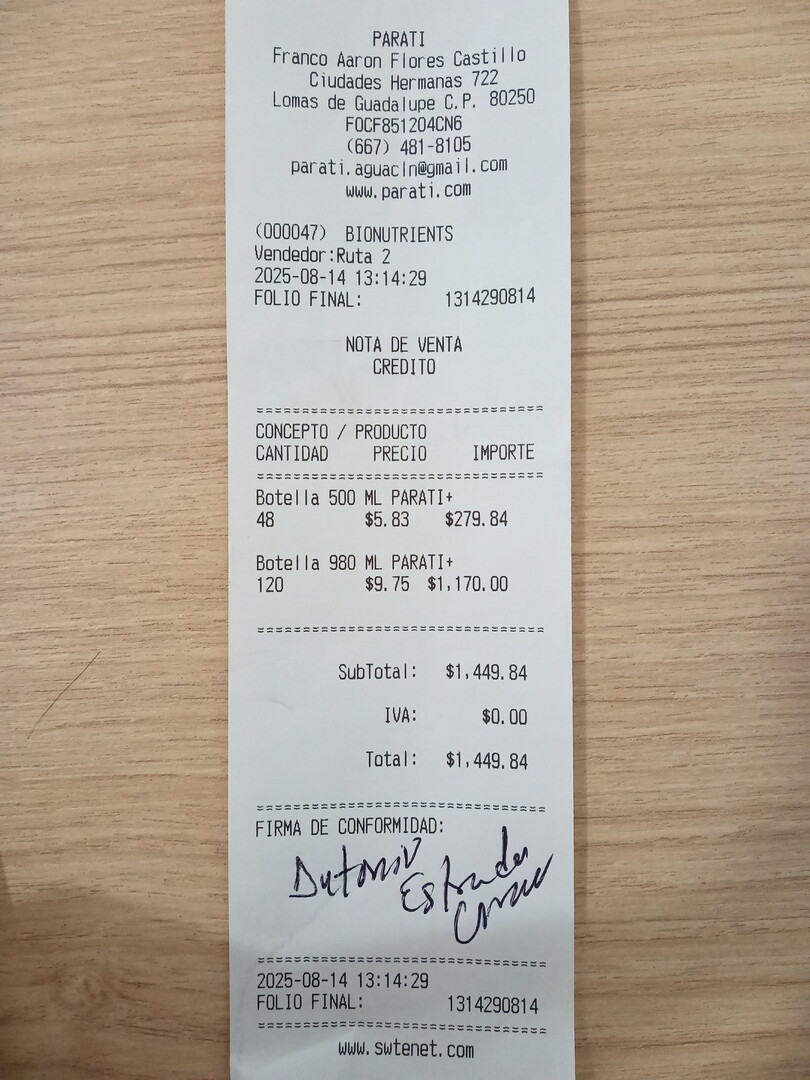 PARATI
Franco Aaron Flores Castillo
Ciudades Hermanas 722
Lomas de Guadalupe C.P. 80250
FOCF851204CN6
(667) 481-8105
parati.aguacln@gmail.com
www.parati.com
(000047) BIONUTRIENTS
Vendedor:Ruta 2
2025-08-14 13:14:29
FOLIO FINAL: 1314290814
NOTA DE VENTA
CREDITO
==============================
CONCEPTO / PRODUCTO
CANTIDAD PRECIO IMPORTE
==============================
Botella 500 ML PARATI+
48 $5.83 $279.84
Botella 980 ML PARATI+
120 $9.75 $1,170.00
==============================
SubTotal: $1,449.84
IVA: $0.00
Total: $1,449.84
==============================
FIRMA DE CONFORMIDAD:
Estrada
==============================
2025-08-14 13:14:29
FOLIO FINAL: 1314290814
==============================
www.swtenet.com